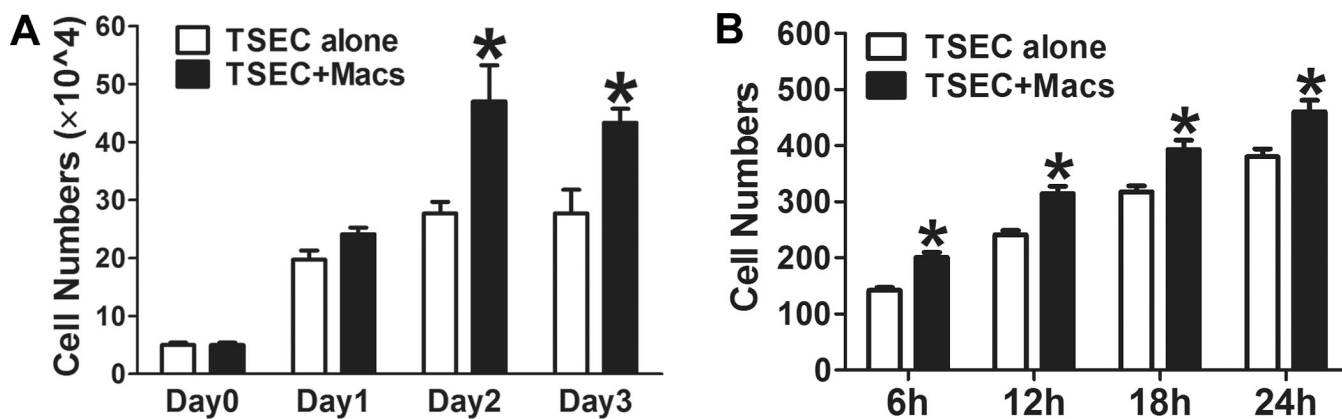 A
Cell Numbers (×10^4)
60
50
40
30
20
10
0
TSEC alone
TSEC+Macs
*
*
Day0 Day1 Day2 Day3
B
Cell Numbers
600
500
400
300
200
100
0
TSEC alone
TSEC+Macs
*
*
*
*
6h 12h 18h 24h